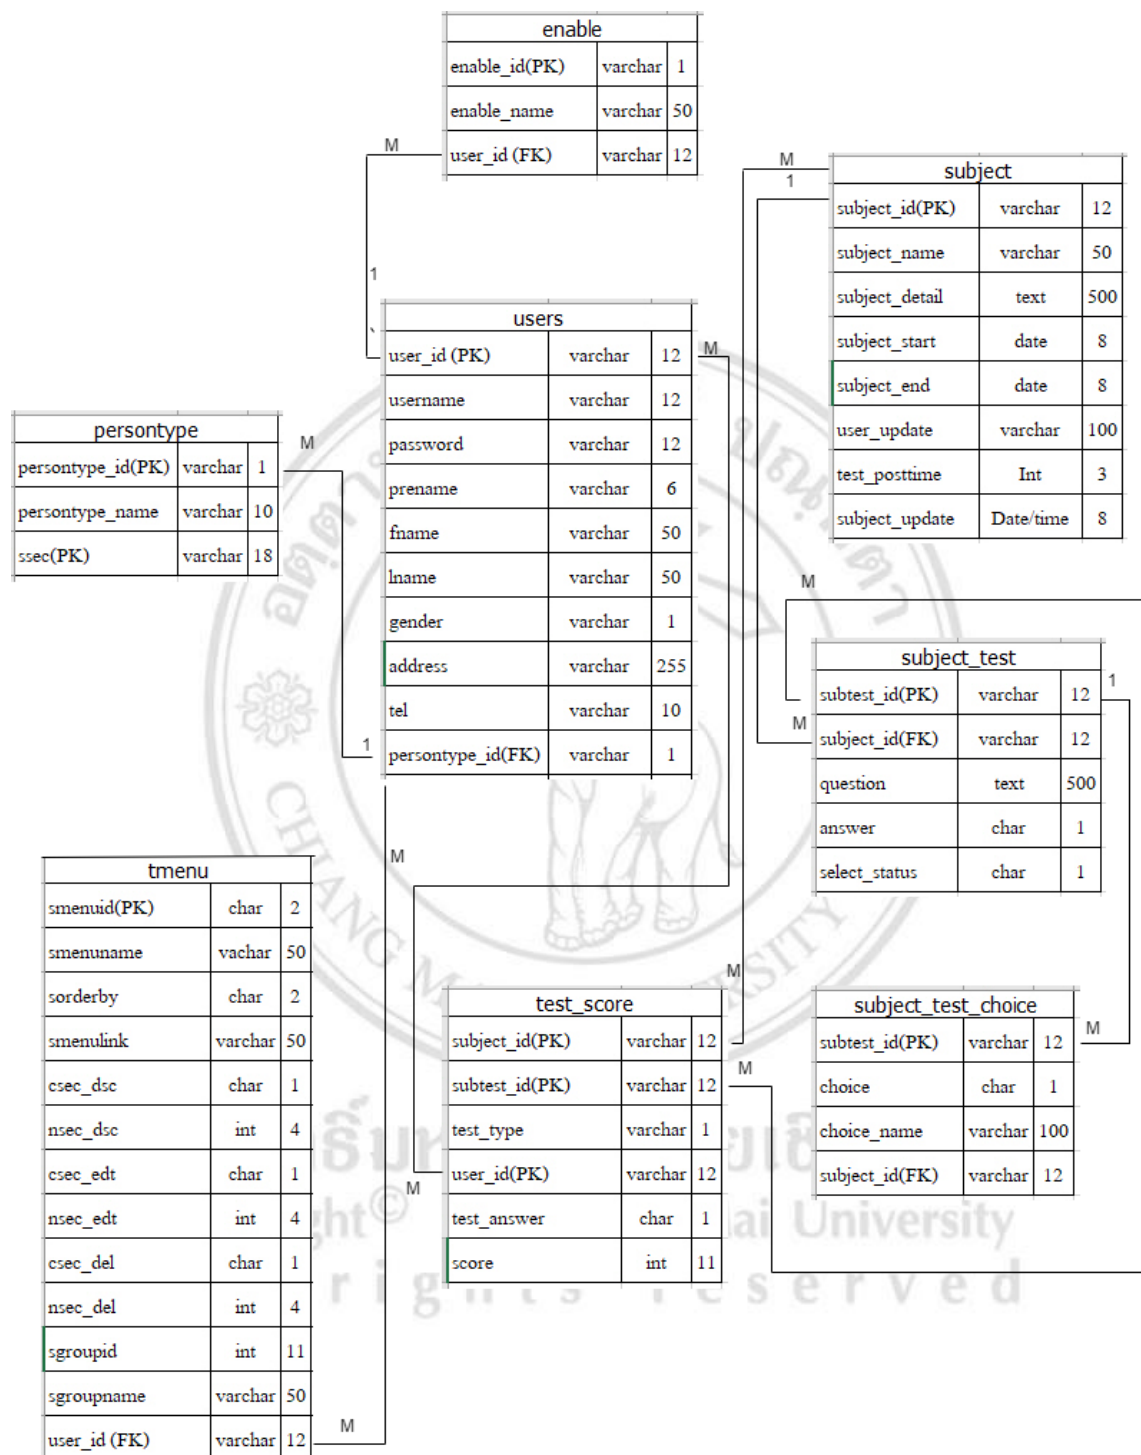 enable
enable_id(PK) varchar 1
enable_name varchar 50
user_id (FK) varchar 12
M
1
`
subject
subject_id(PK) varchar 12
subject_name varchar 50
subject_detail text 500
subject_start date 8
subject_end date 8
user_update varchar 100
test_posttime Int 3
subject_update Date/time 8
M
1
users
user_id (PK) varchar 12
username varchar 12
password varchar 12
prename varchar 6
fname varchar 50
lname varchar 50
gender varchar 1
address varchar 255
tel varchar 10
persontype_id(FK) varchar 1
M
1
persontype
persontype_id(PK) varchar 1
persontype_name varchar 10
ssec(PK) varchar 18
M
M
subject_test
subtest_id(PK) varchar 12
subject_id(FK) varchar 12
question text 500
answer char 1
select_status char 1
1
M
M
tmenu
smenuid(PK) char 2
smenuname vachar 50
sorderby char 2
smenulink varchar 50
csec_dsc char 1
nsec_dsc int 4
csec_edt char 1
nsec_edt int 4
csec_del char 1
nsec_del int 4
sgroupid int 11
sgroupname varchar 50
user_id (FK) varchar 12
M
M
test_score
subject_id(PK) varchar 12
subtest_id(PK) varchar 12
test_type varchar 1
user_id(PK) varchar 12
test_answer char 1
score int 11
M
M
M
subject_test_choice
subtest_id(PK) varchar 12
choice char 1
choice_name varchar 100
subject_id(FK) varchar 12
M
CHIANG MAI UNIVERSITY
University
reserved